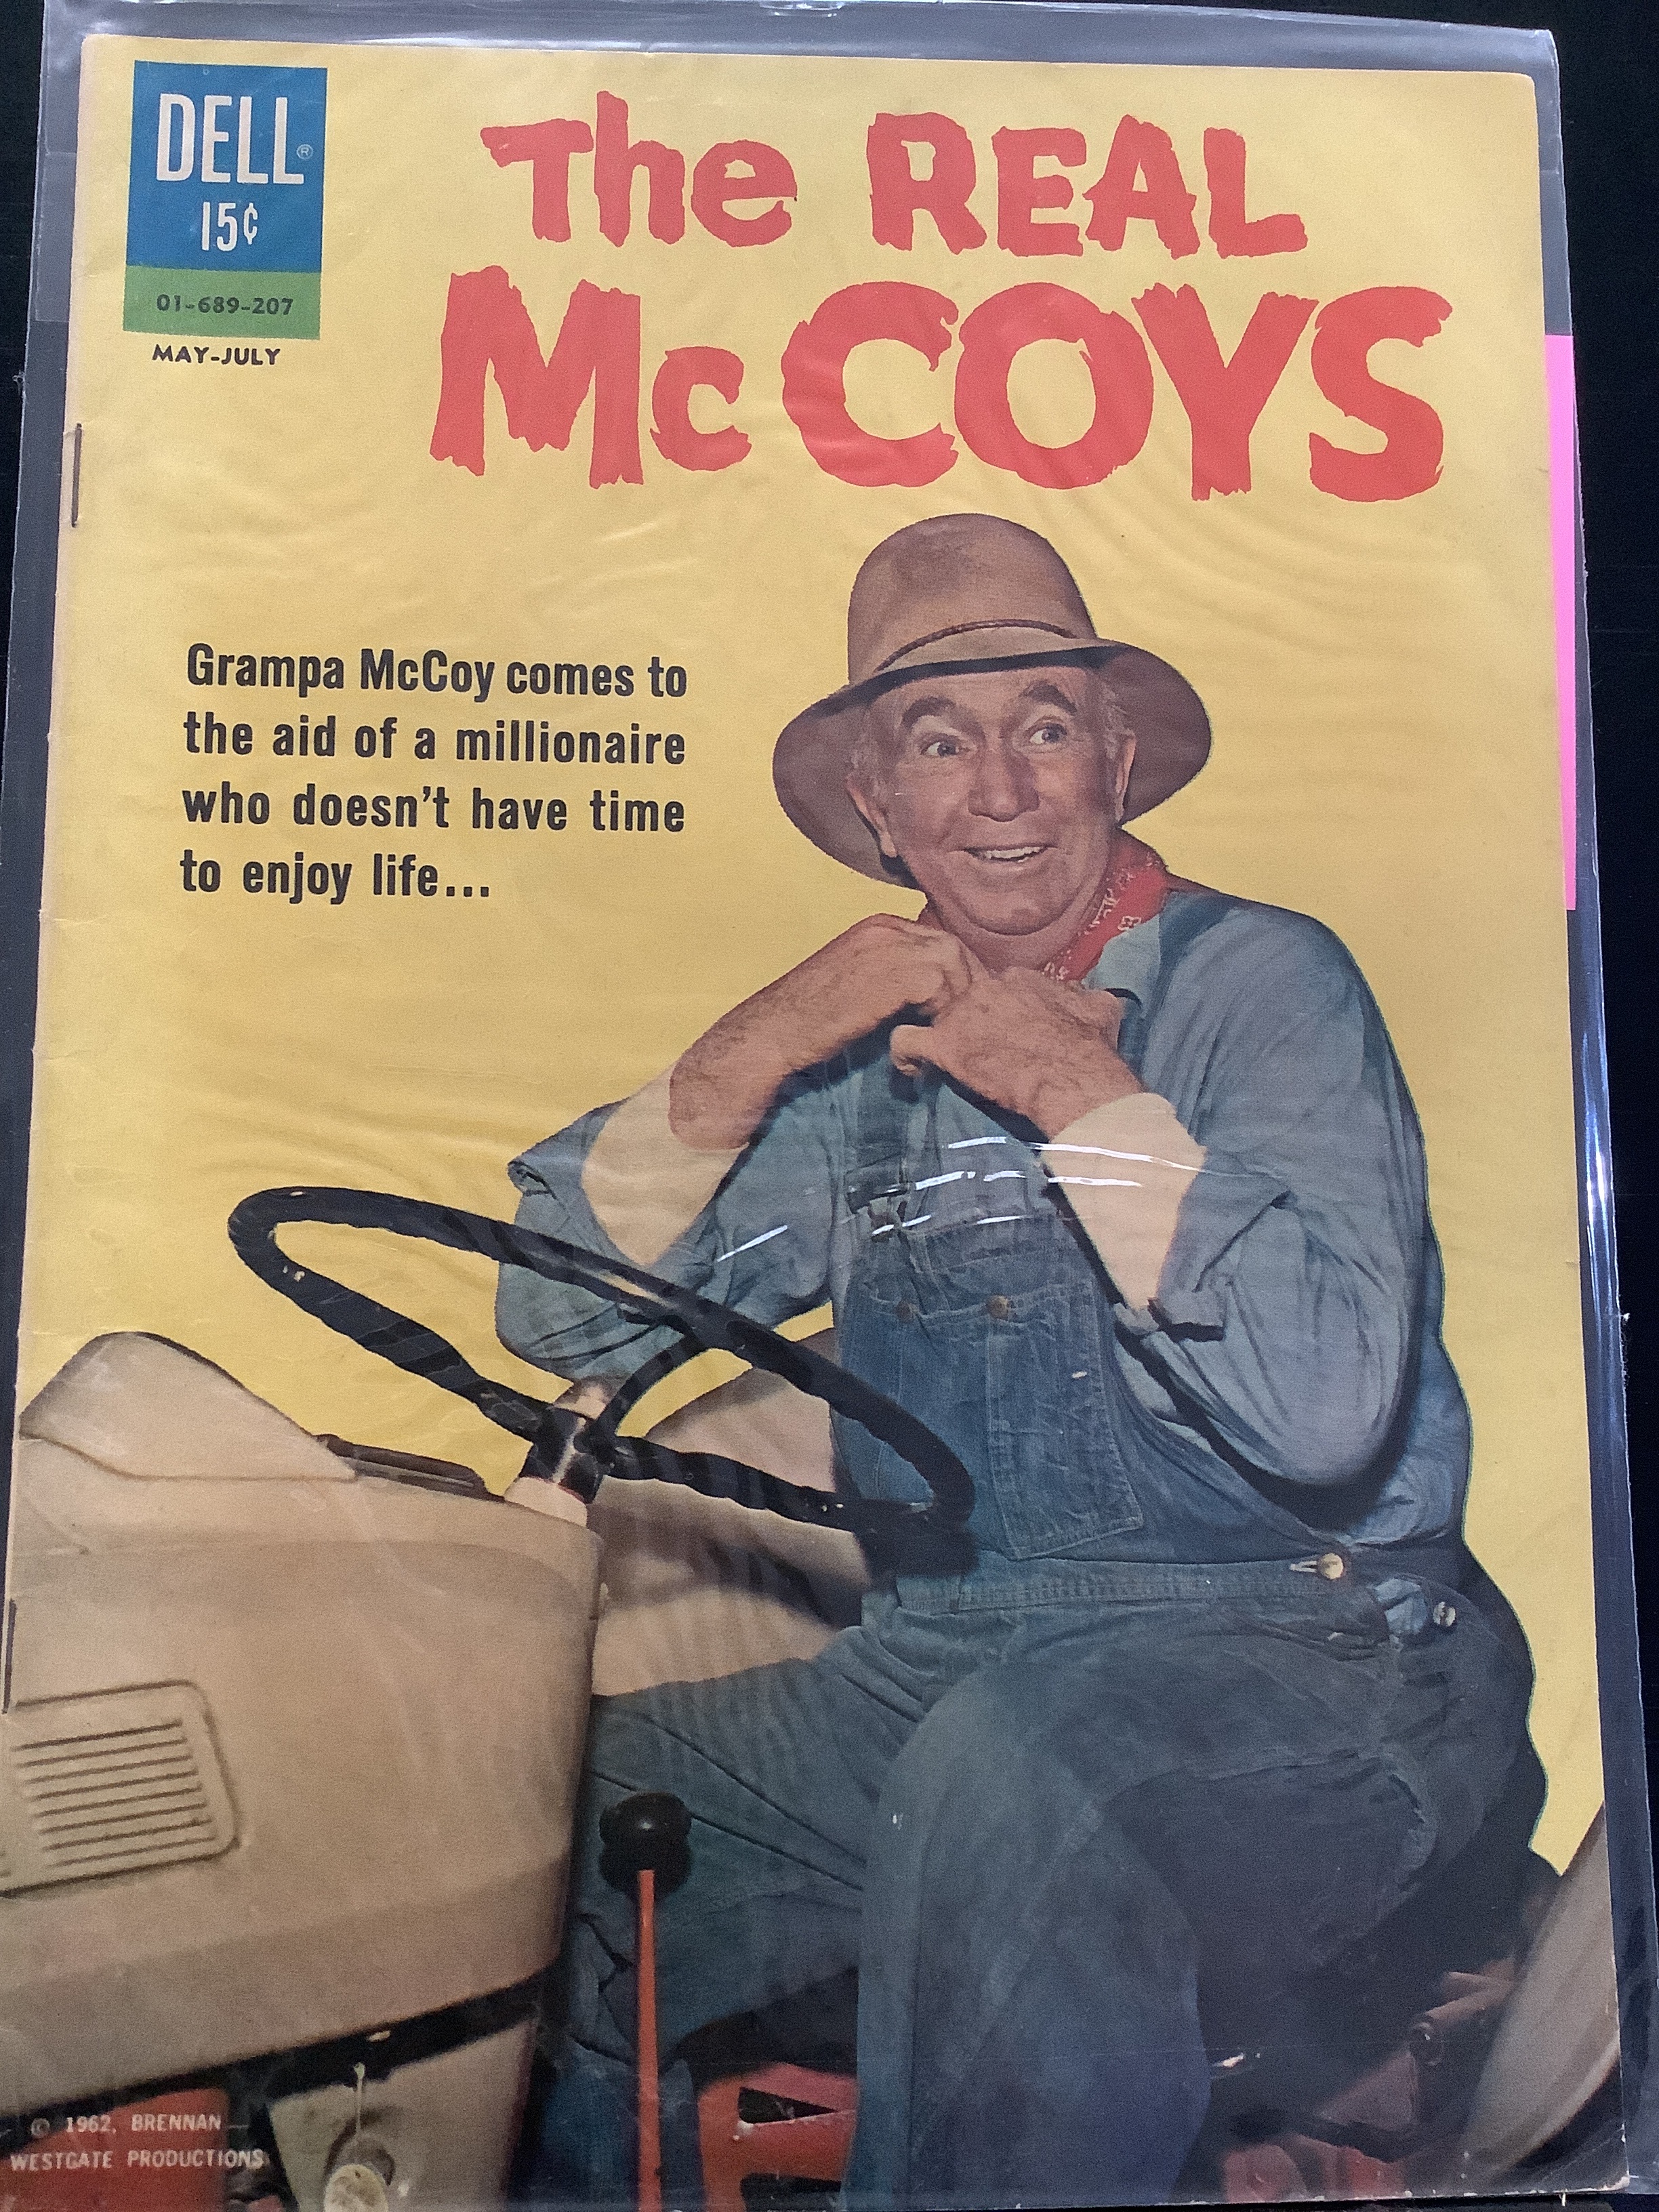 DELL®
15¢
01-689-207
MAY-JULY
The REAL
McCOYS
Grampa McCoy comes to
the aid of a millionaire
who doesn't have time
to enjoy life...
© 1962, BRENNAN
WESTGATE PRODUCTIONS